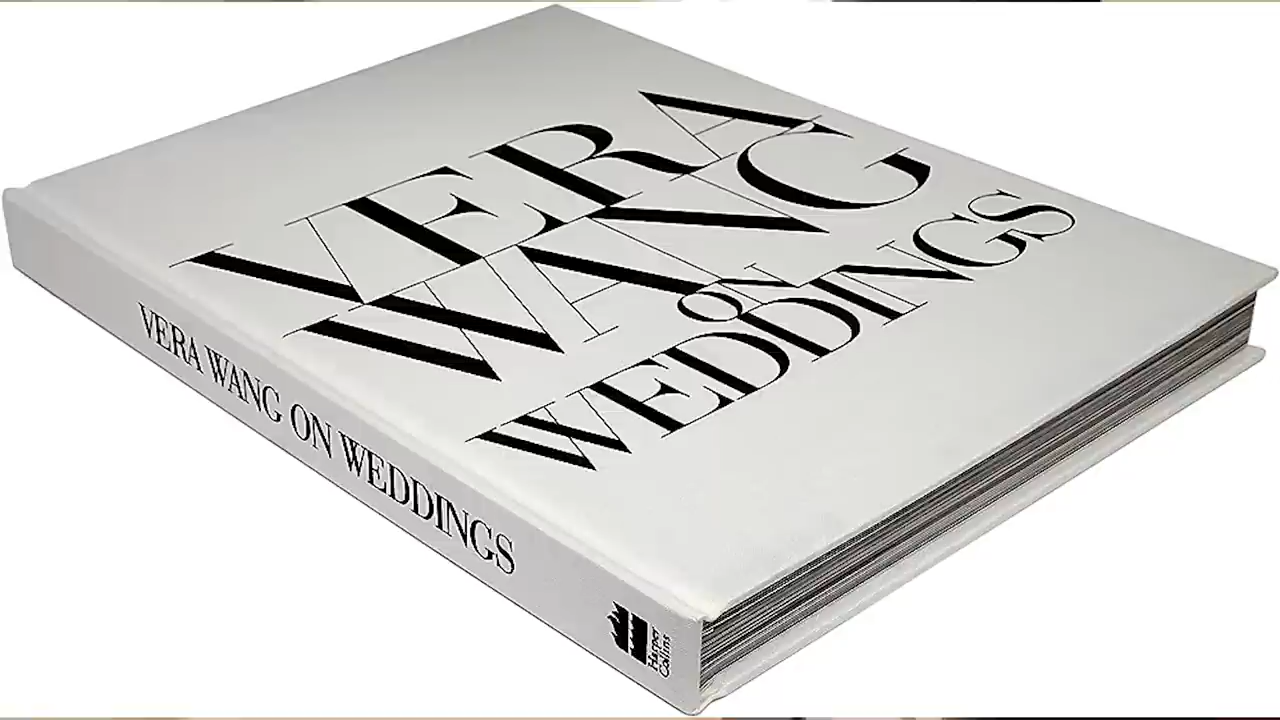 VERA
WANG
ON
WEDDINGS
VERA WANG ON WEDDINGS
Harper
Collins